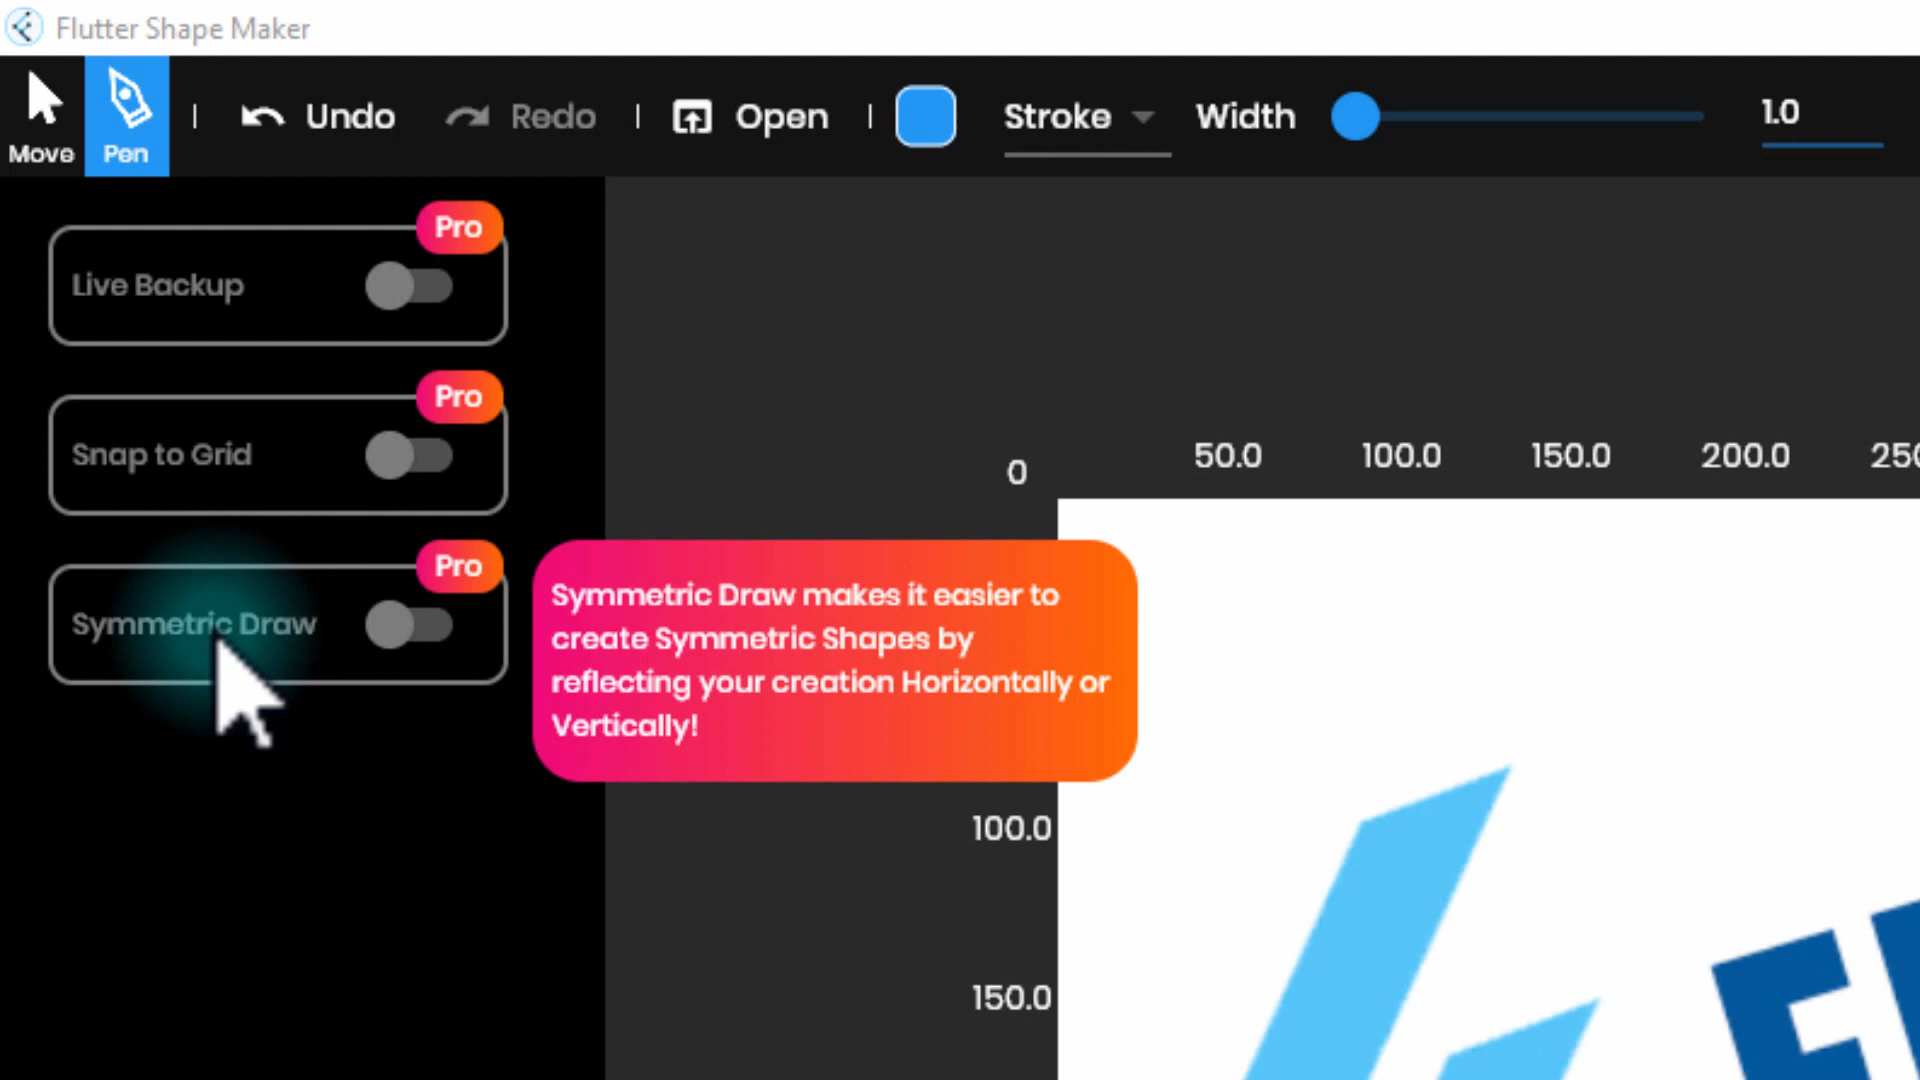 Flutter Shape Maker
Move
Pen
Undo
Redo
Open
Stroke
Width
1.0
Pro
Live Backup
Pro
Snap to Grid
Pro
Symmetric Draw
0
50.0
100.0
150.0
200.0
250
Symmetric Draw makes it easier to
create Symmetric Shapes by
reflecting your creation Horizontally or
Vertically!
100.0
150.0